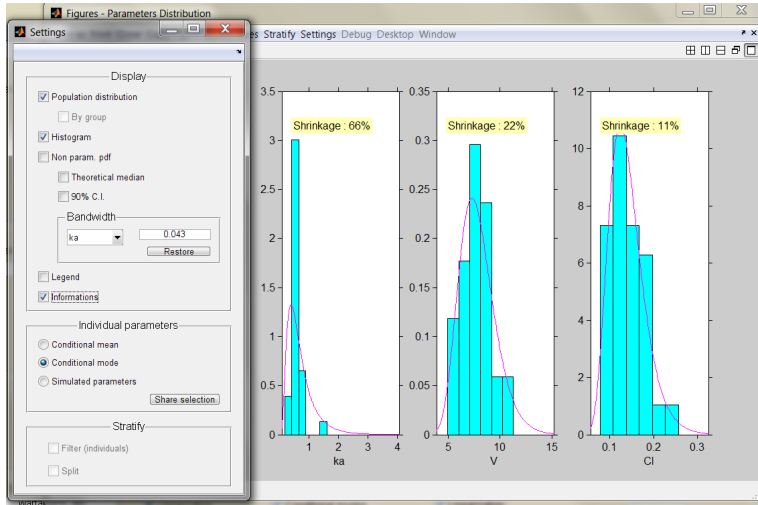 Figures - Parameters Distribution
Settings
Stratify Settings Debug Desktop Window
Display
Population distribution
By group
Histogram
Non param. pdf
Theoretical median
90% C.I.
Bandwidth
ka
0.043
Restore
Legend
Informations
Individual parameters
Conditional mean
Conditional mode
Simulated parameters
Share selection
Stratify
Filter (individuals)
Split
3.5
3
2.5
2
1.5
1
0.5
0
Shrinkage : 66%
1 2 3 4
ka
0.35
0.3
0.25
0.2
0.15
0.1
0.05
0
Shrinkage : 22%
5 10 15
V
12
10
8
6
4
2
0
Shrinkage : 11%
0.1 0.2 0.3
Cl